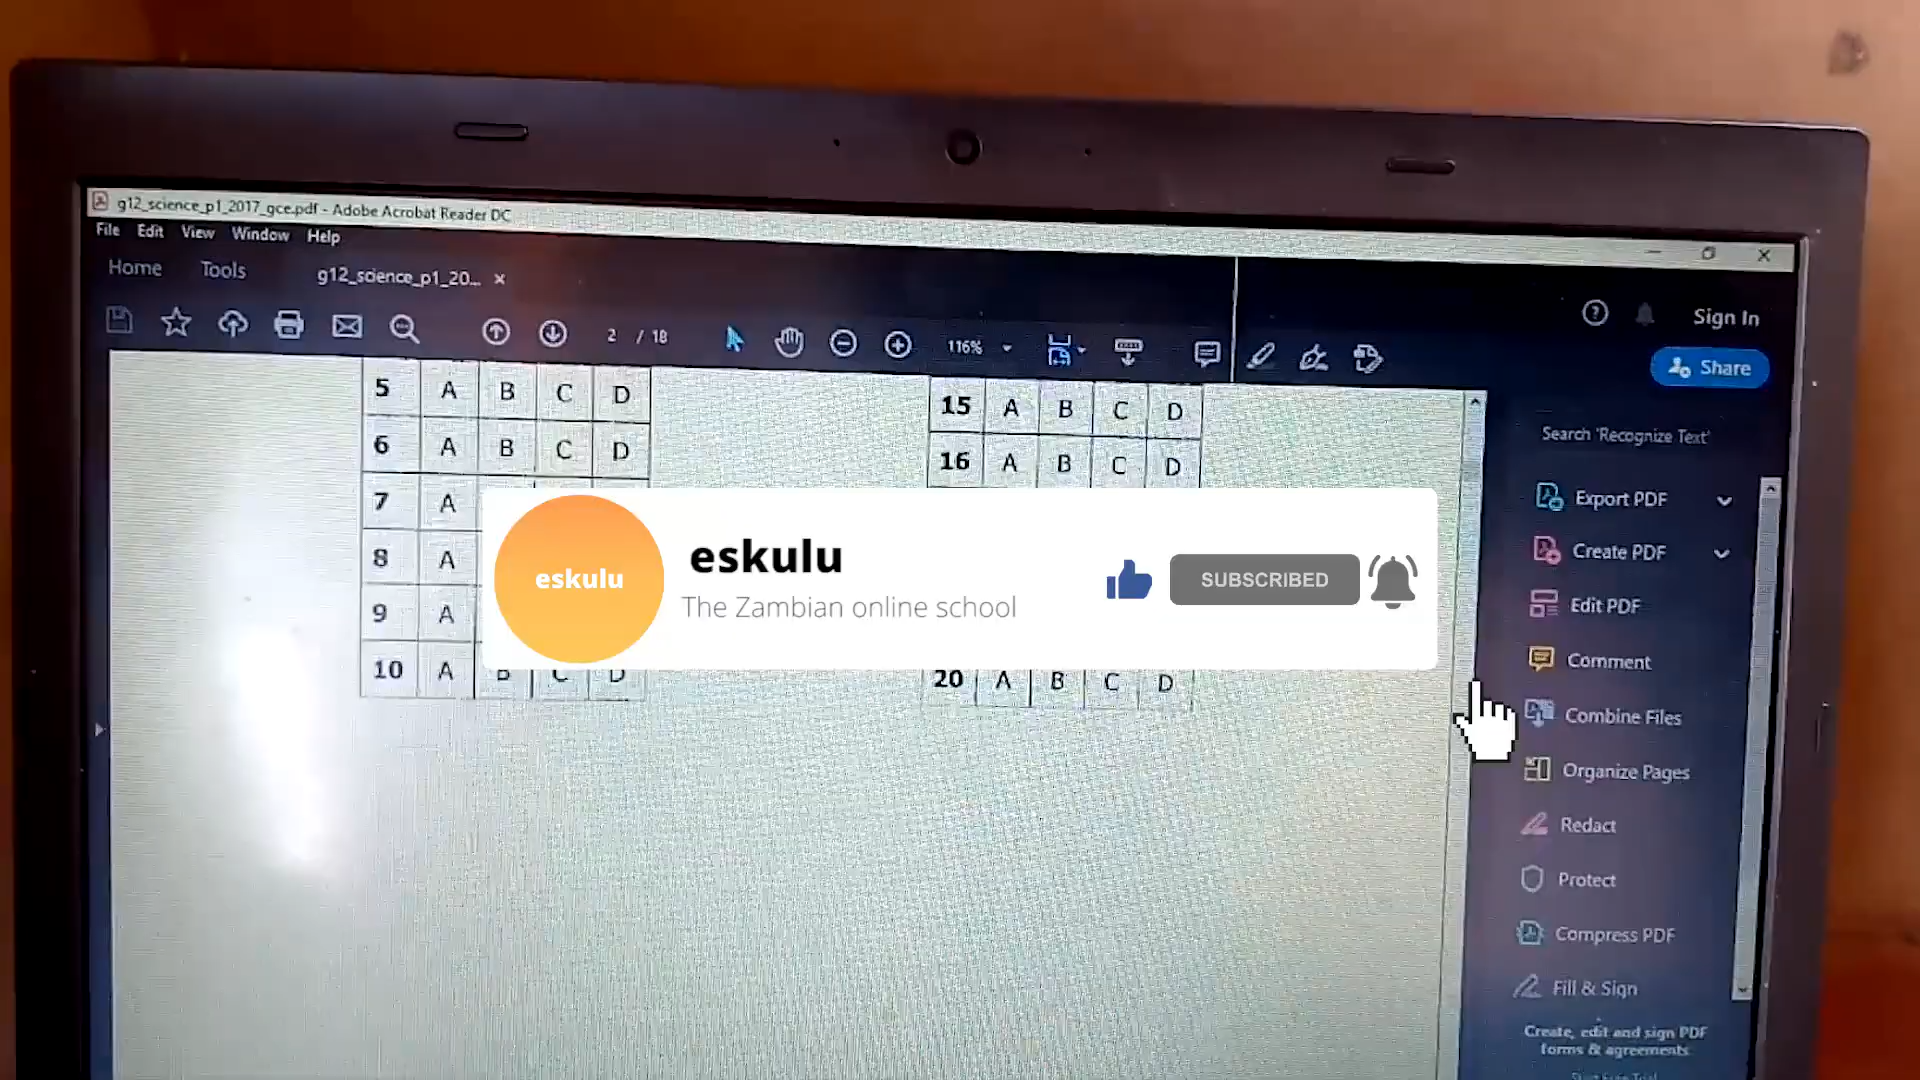 g12_science_p1_2017_gce.pdf - Adobe Acrobat Reader DC
File Edit View Window Help
Home Tools g12_science_p1_20... ×
2 / 18
116%
Sign In
Share
5 A B C D
6 A B C D
7 A
8 A
9 A
10 A B C D
15 A B C D
16 A B C D
20 A B C D
eskulu
eskulu
The Zambian online school
SUBSCRIBED
Search 'Recognize Text'
Export PDF
Create PDF
Edit PDF
Comment
Combine Files
Organize Pages
Redact
Protect
Compress PDF
Fill & Sign
Create, edit and sign PDF
forms & agreements